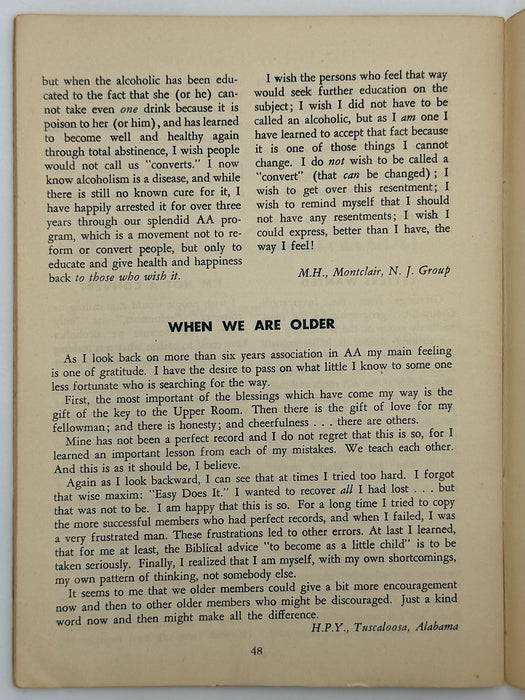 but when the alcoholic has been edu-
cated to the fact that she (or he) can-
not take even one drink because it is
poison to her (or him), and has learned
to become well and healthy again
through total abstinence, I wish people
would not call us "converts." I now
know alcoholism is a disease, and while
there is still no known cure for it, I
have happily arrested it for over three
years through our splendid AA pro-
gram, which is a movement not to re-
form or convert people, but only to
educate and give health and happiness
back to those who wish it.
I wish the persons who feel that way
would seek further education on the
subject; I wish I did not have to be
called an alcoholic, but as I am one I
have learned to accept that fact because
it is one of those things I cannot
change. I do not wish to be called a
"convert" (that can be changed); I
wish to get over this resentment; I
wish to remind myself that I should
not have any resentments; I wish I
could express, better than I have, the
way I feel!
M.H., Montclair, N. J. Group
WHEN WE ARE OLDER
As I look back on more than six years association in AA my main feeling
is one of gratitude. I have the desire to pass on what little I know to some one
less fortunate who is searching for the way.
First, the most important of the blessings which have come my way is the
gift of the key to the Upper Room. Then there is the gift of love for my
fellowman; and there is honesty; and cheerfulness . . . there are others.
Mine has not been a perfect record and I do not regret that this is so, for I
learned an important lesson from each of my mistakes. We teach each other.
And this is as it should be, I believe.
Again as I look backward, I can see that at times I tried too hard. I forgot
that wise maxim: "Easy Does It." I wanted to recover all I had lost . . . but
that was not to be. I am happy that this is so. For a long time I tried to copy
the more successful members who had perfect records, and when I failed, I was
a very frustrated man. These frustrations led to other errors. At last I learned,
that for me at least, the Biblical advice "to become as a little child" is to be
taken seriously. Finally, I realized that I am myself, with my own shortcomings,
my own pattern of thinking, not somebody else.
It seems to me that we older members could give a bit more encouragement
now and then to other older members who might be discouraged. Just a kind
word now and then might make all the difference.
H.P.Y., Tuscaloosa, Alabama
48